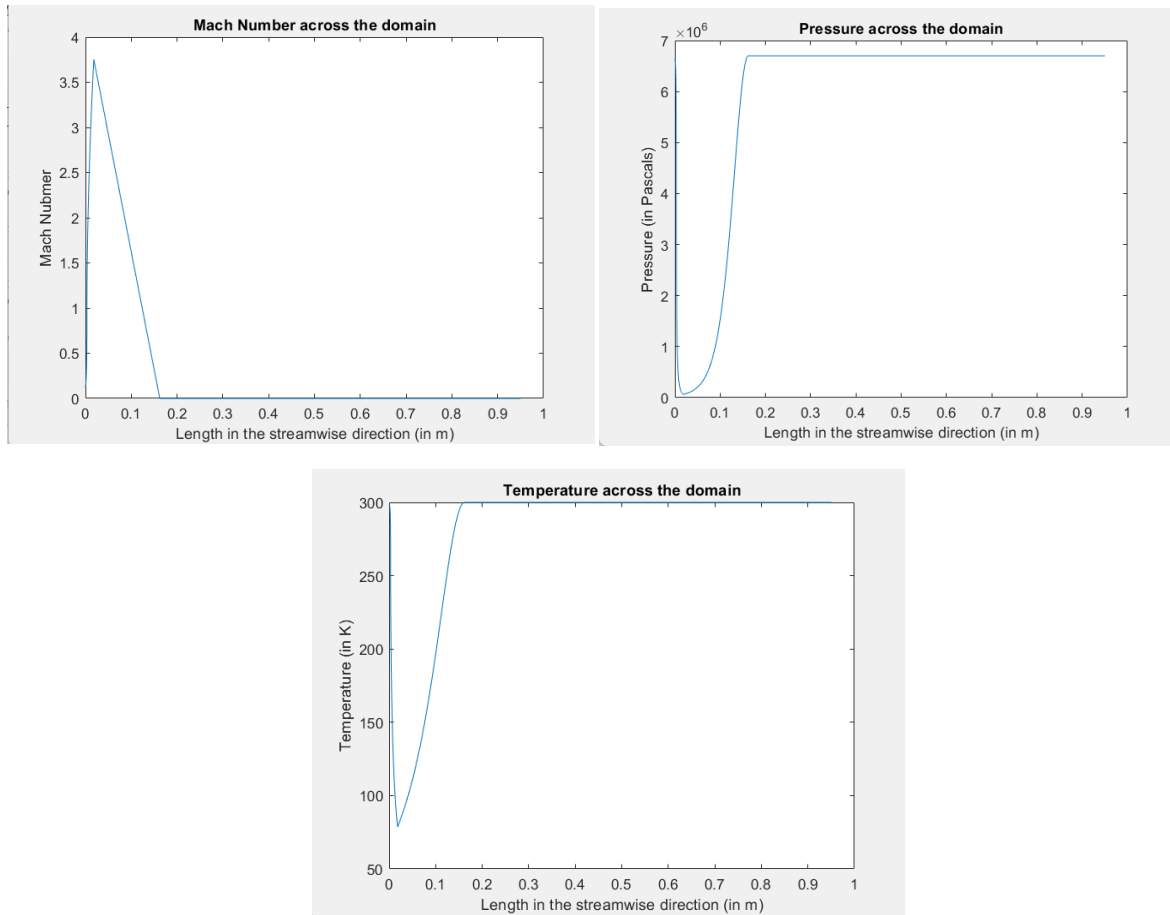 Mach Number across the domain
4
3.5
3
2.5
2
1.5
1
0.5
0
Mach Nubmer
0 0.1 0.2 0.3 0.4 0.5 0.6 0.7 0.8 0.9 1
Length in the streamwise direction (in m)
Pressure across the domain
×10^6
7
6
5
4
3
2
1
0
Pressure (in Pascals)
0 0.1 0.2 0.3 0.4 0.5 0.6 0.7 0.8 0.9 1
Length in the streamwise direction (in m)
Temperature across the domain
300
250
200
150
100
50
Temperature (in K)
0 0.1 0.2 0.3 0.4 0.5 0.6 0.7 0.8 0.9 1
Length in the streamwise direction (in m)